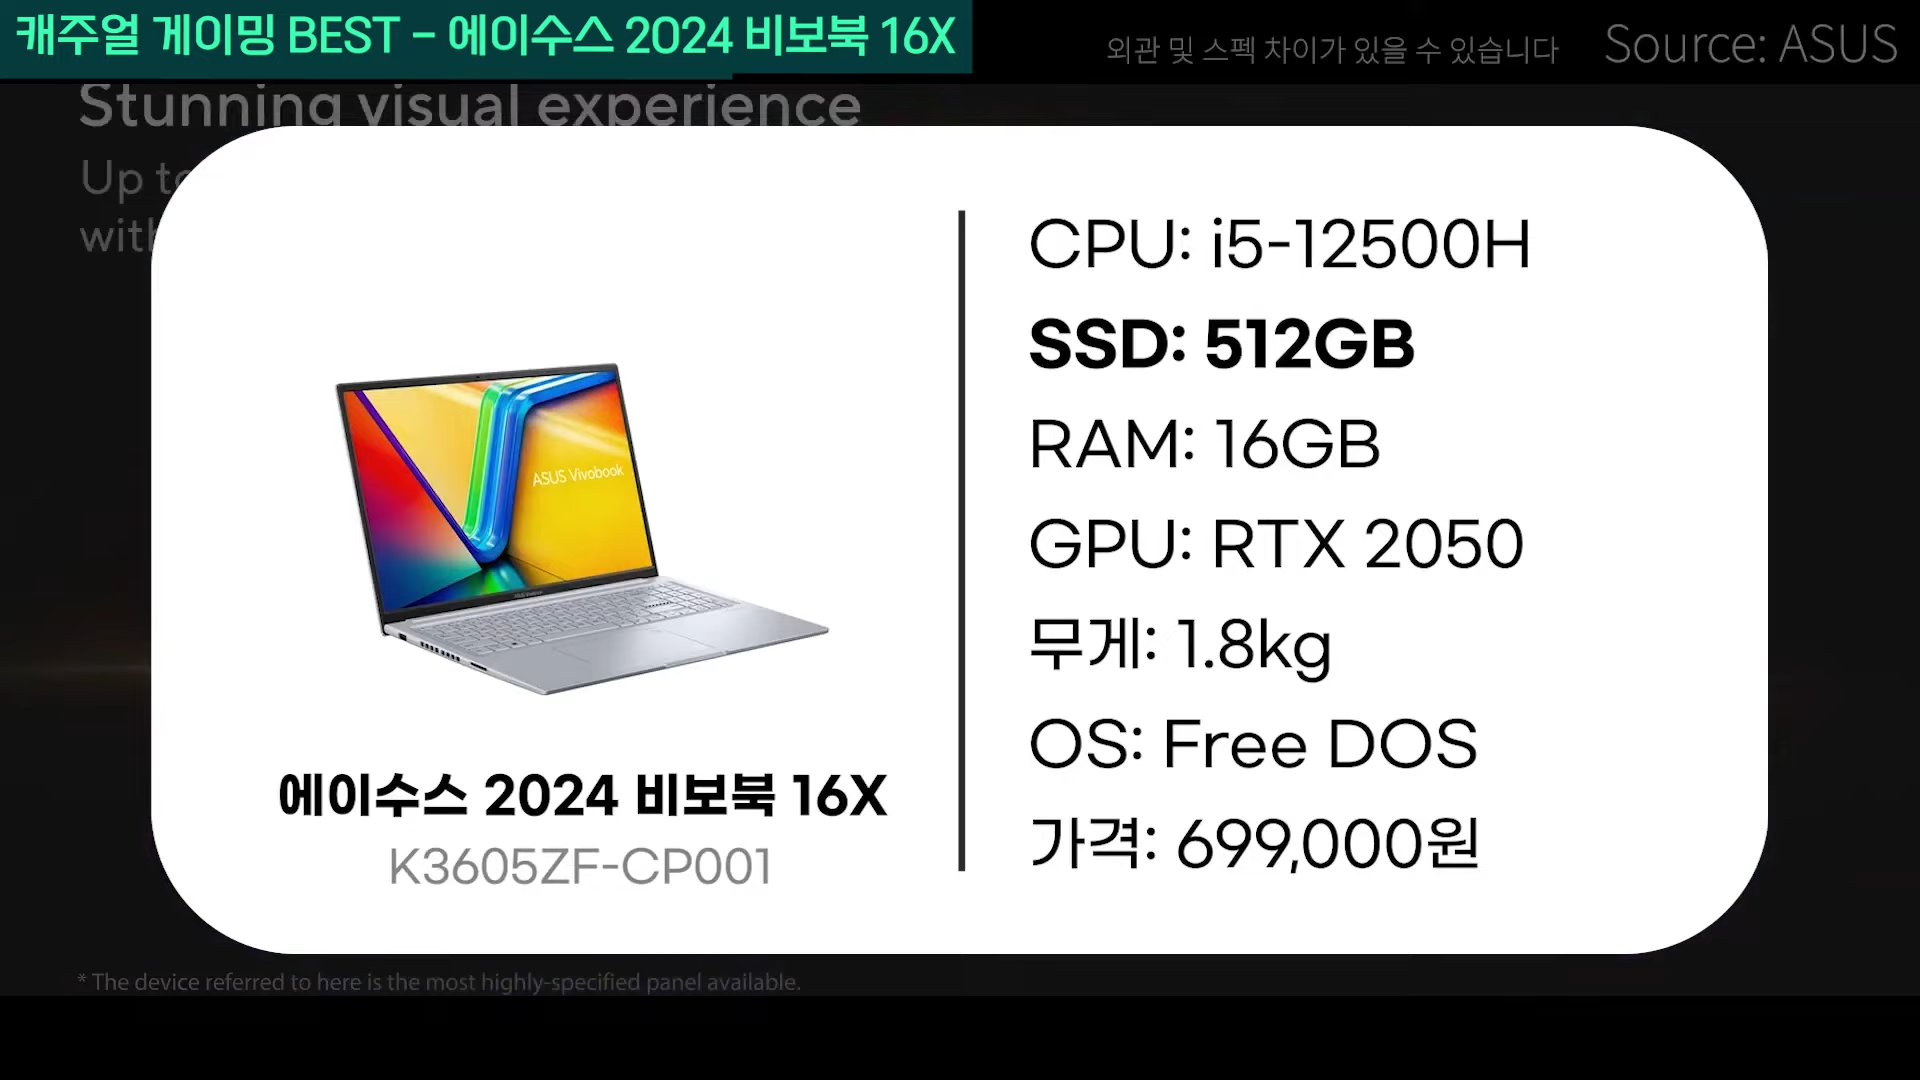 캐주얼 게이밍 BEST - 에이수스 2024 비보북 16X
외관 및 스펙 차이가 있을 수 있습니다
Source: ASUS
Stunning visual experience
Up to
with
CPU: i5-12500H
SSD: 512GB
RAM: 16GB
GPU: RTX 2050
무게: 1.8kg
OS: Free DOS
가격: 699,000원
ASUS Vivobook
에이수스 2024 비보북 16X
K3605ZF-CP001
* The device referred to here is the most highly-specified panel available.